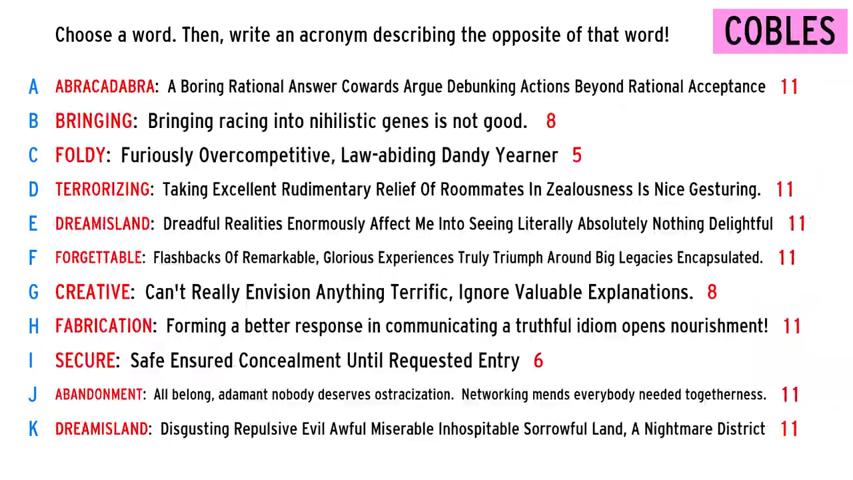 Choose a word. Then, write an acronym describing the opposite of that word!
COBLES
A ABRACADABRA: A Boring Rational Answer Cowards Argue Debunking Actions Beyond Rational Acceptance 11
B BRINGING: Bringing racing into nihilistic genes is not good. 8
C FOLDY: Furiously Overcompetitive, Law-abiding Dandy Yearner 5
D TERRORIZING: Taking Excellent Rudimentary Relief Of Roommates In Zealousness Is Nice Gesturing. 11
E DREAMISLAND: Dreadful Realities Enormously Affect Me Into Seeing Literally Absolutely Nothing Delightful 11
F FORGETTABLE: Flashbacks Of Remarkable, Glorious Experiences Truly Triumph Around Big Legacies Encapsulated. 11
G CREATIVE: Can't Really Envision Anything Terrific, Ignore Valuable Explanations. 8
H FABRICATION: Forming a better response in communicating a truthful idiom opens nourishment! 11
I SECURE: Safe Ensured Concealment Until Requested Entry 6
J ABANDONMENT: All belong, adamant nobody deserves ostracization. Networking mends everybody needed togetherness. 11
K DREAMISLAND: Disgusting Repulsive Evil Awful Miserable Inhospitable Sorrowful Land, A Nightmare District 11